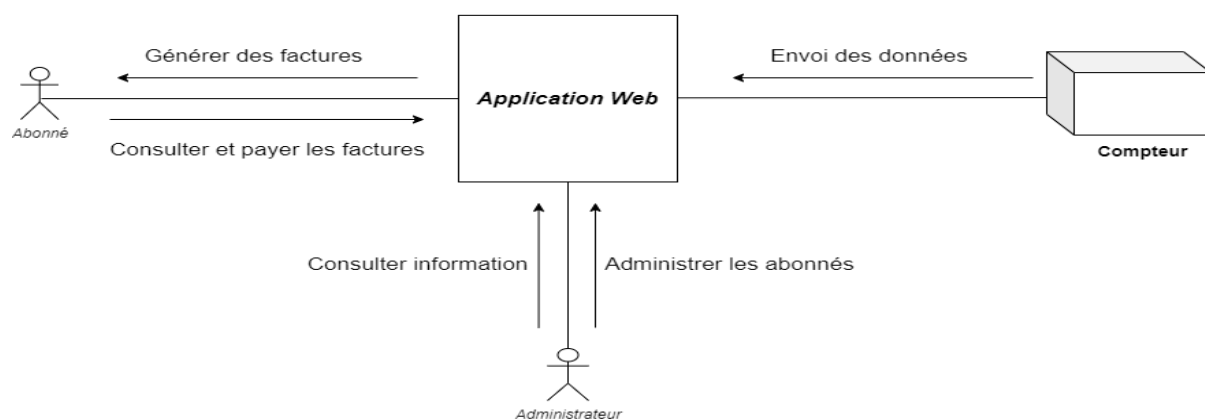 Générer des factures
Envoi des données
Application Web
Abonné
Consulter et payer les factures
Compteur
Consulter information
Administrer les abonnés
Administrateur